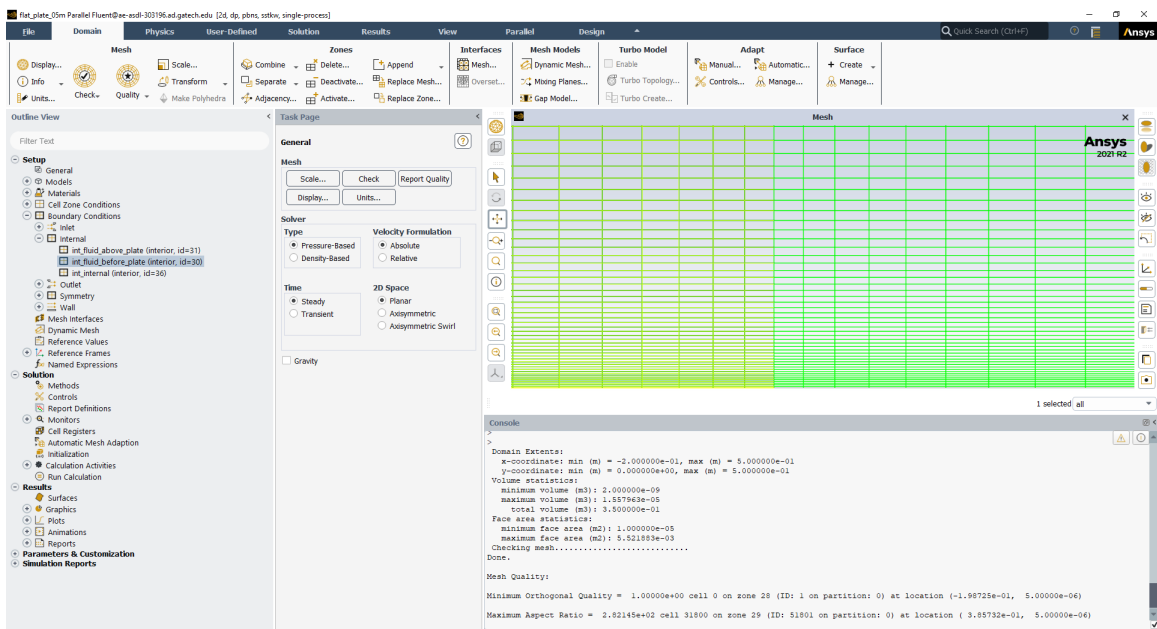 flat_plate_05m Parallel Fluent@ae-asdl-303196.ad.gatech.edu [2d, dp, pbns, sstkw, single-process]
File Domain Physics User-Defined Solution Results View Parallel Design Quick Search (Ctrl+F) Ansys
Mesh Zones Interfaces Mesh Models Turbo Model Adapt Surface
Display... Scale... Combine Delete... Append Mesh... Dynamic Mesh... Enable Manual... Automatic... + Create
Info Check Quality Transform Separate Deactivate... Replace Mesh... Overset... Mixing Planes... Turbo Topology... Controls... Manage... Manage...
Units... Make Polyhedra Adjacency... Activate... Replace Zone... Gap Model... Turbo Create...
Outline View
Filter Text
Setup
General
Models
Materials
Cell Zone Conditions
Boundary Conditions
Inlet
Internal
int_fluid_above_plate (interior, id=31)
int_fluid_before_plate (interior, id=30)
int_internal (interior, id=36)
Outlet
Symmetry
Wall
Mesh Interfaces
Dynamic Mesh
Reference Values
Reference Frames
Named Expressions
Solution
Methods
Controls
Report Definitions
Monitors
Cell Registers
Automatic Mesh Adaption
Initialization
Calculation Activities
Run Calculation
Results
Surfaces
Graphics
Plots
Animations
Reports
Parameters & Customization
Simulation Reports
Task Page
General
Mesh
Scale... Check Report Quality
Display... Units...
Solver
Type Velocity Formulation
Pressure-Based Absolute
Density-Based Relative
Time 2D Space
Steady Planar
Transient Axisymmetric
Axisymmetric Swirl
Gravity
Mesh
Ansys
2021 R2
1 selected all
Console
>
>
Domain Extents:
x-coordinate: min (m) = -2.000000e-01, max (m) = 5.000000e-01
y-coordinate: min (m) = 0.000000e+00, max (m) = 5.000000e-01
Volume statistics:
minimum volume (m3): 2.000000e-09
maximum volume (m3): 1.557963e-05
total volume (m3): 3.500000e-01
Face area statistics:
minimum face area (m2): 1.000000e-05
maximum face area (m2): 5.521883e-03
Checking mesh............................
Done.
Mesh Quality:
Minimum Orthogonal Quality = 1.00000e+00 cell 0 on zone 28 (ID: 1 on partition: 0) at location (-1.98725e-01, 5.00000e-06)
Maximum Aspect Ratio = 2.82145e+02 cell 31800 on zone 29 (ID: 51801 on partition: 0) at location ( 3.85732e-01, 5.00000e-06)